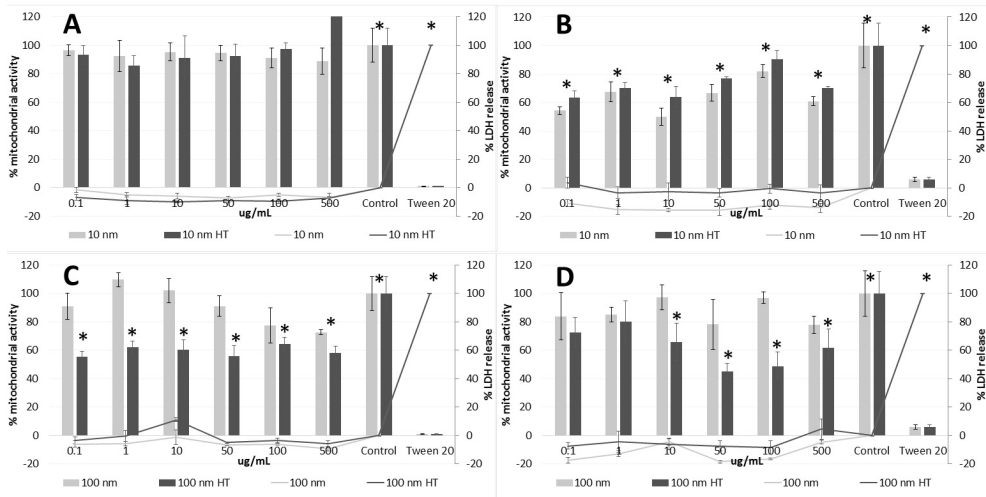 A
% mitochondrial activity
120
100
80
60
40
20
0
-20
0.1 1 10 50 100 500 Control Tween 20
ug/mL
120
100
80
60
40
20
0
-20
% LDH release
*
*
10 nm 10 nm HT 10 nm 10 nm HT
B
% mitochondrial activity
120
100
80
60
40
20
0
-20
* * * * * * * *
0.1 1 10 50 100 500 Control Tween 20
ug/mL
120
100
80
60
40
20
0
-20
% LDH release
10 nm 10 nm HT 10 nm 10 nm HT
C
% mitochondrial activity
120
100
80
60
40
20
0
-20
* * * * * * * *
0.1 1 10 50 100 500 Control Tween 20
ug/mL
120
100
80
60
40
20
0
-20
% LDH release
100 nm 100 nm HT 100 nm 100 nm HT
D
% mitochondrial activity
120
100
80
60
40
20
0
-20
* * * * * *
0.1 1 10 50 100 500 Control Tween 20
ug/mL
120
100
80
60
40
20
0
-20
% LDH release
100 nm 100 nm HT 100 nm 100 nm HT